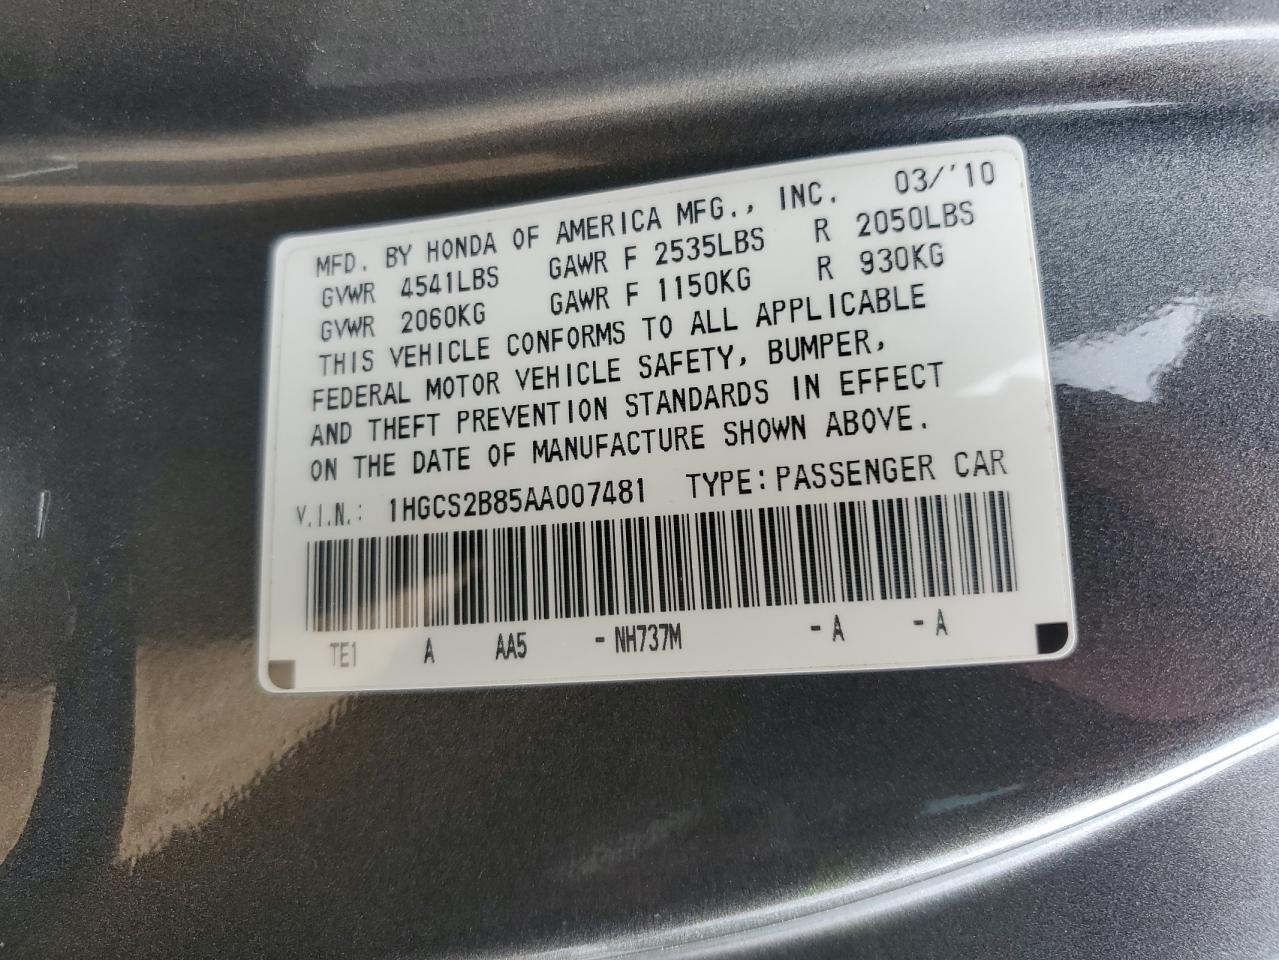 MFD. BY HONDA OF AMERICA MFG., INC. 03/'10
GVWR 4541LBS GAWR F 2535LBS R 2050LBS
GVWR 2060KG GAWR F 1150KG R 930KG
THIS VEHICLE CONFORMS TO ALL APPLICABLE
FEDERAL MOTOR VEHICLE SAFETY, BUMPER,
AND THEFT PREVENTION STANDARDS IN EFFECT
ON THE DATE OF MANUFACTURE SHOWN ABOVE.
V.I.N.: 1HGCS2B85AA007481 TYPE:PASSENGER CAR
TE1 A AA5 -NH737M -A -A